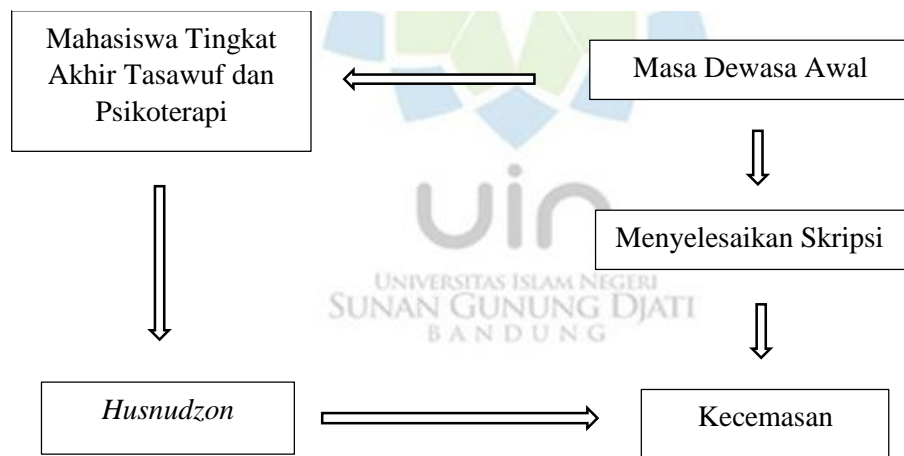 Mahasiswa Tingkat
Akhir Tasawuf dan
Psikoterapi
Masa Dewasa Awal
Menyelesaikan Skripsi
uin
UNIVERSITAS ISLAM NEGERI
SUNAN GUNUNG DJATI
BANDUNG
Husnudzon
Kecemasan